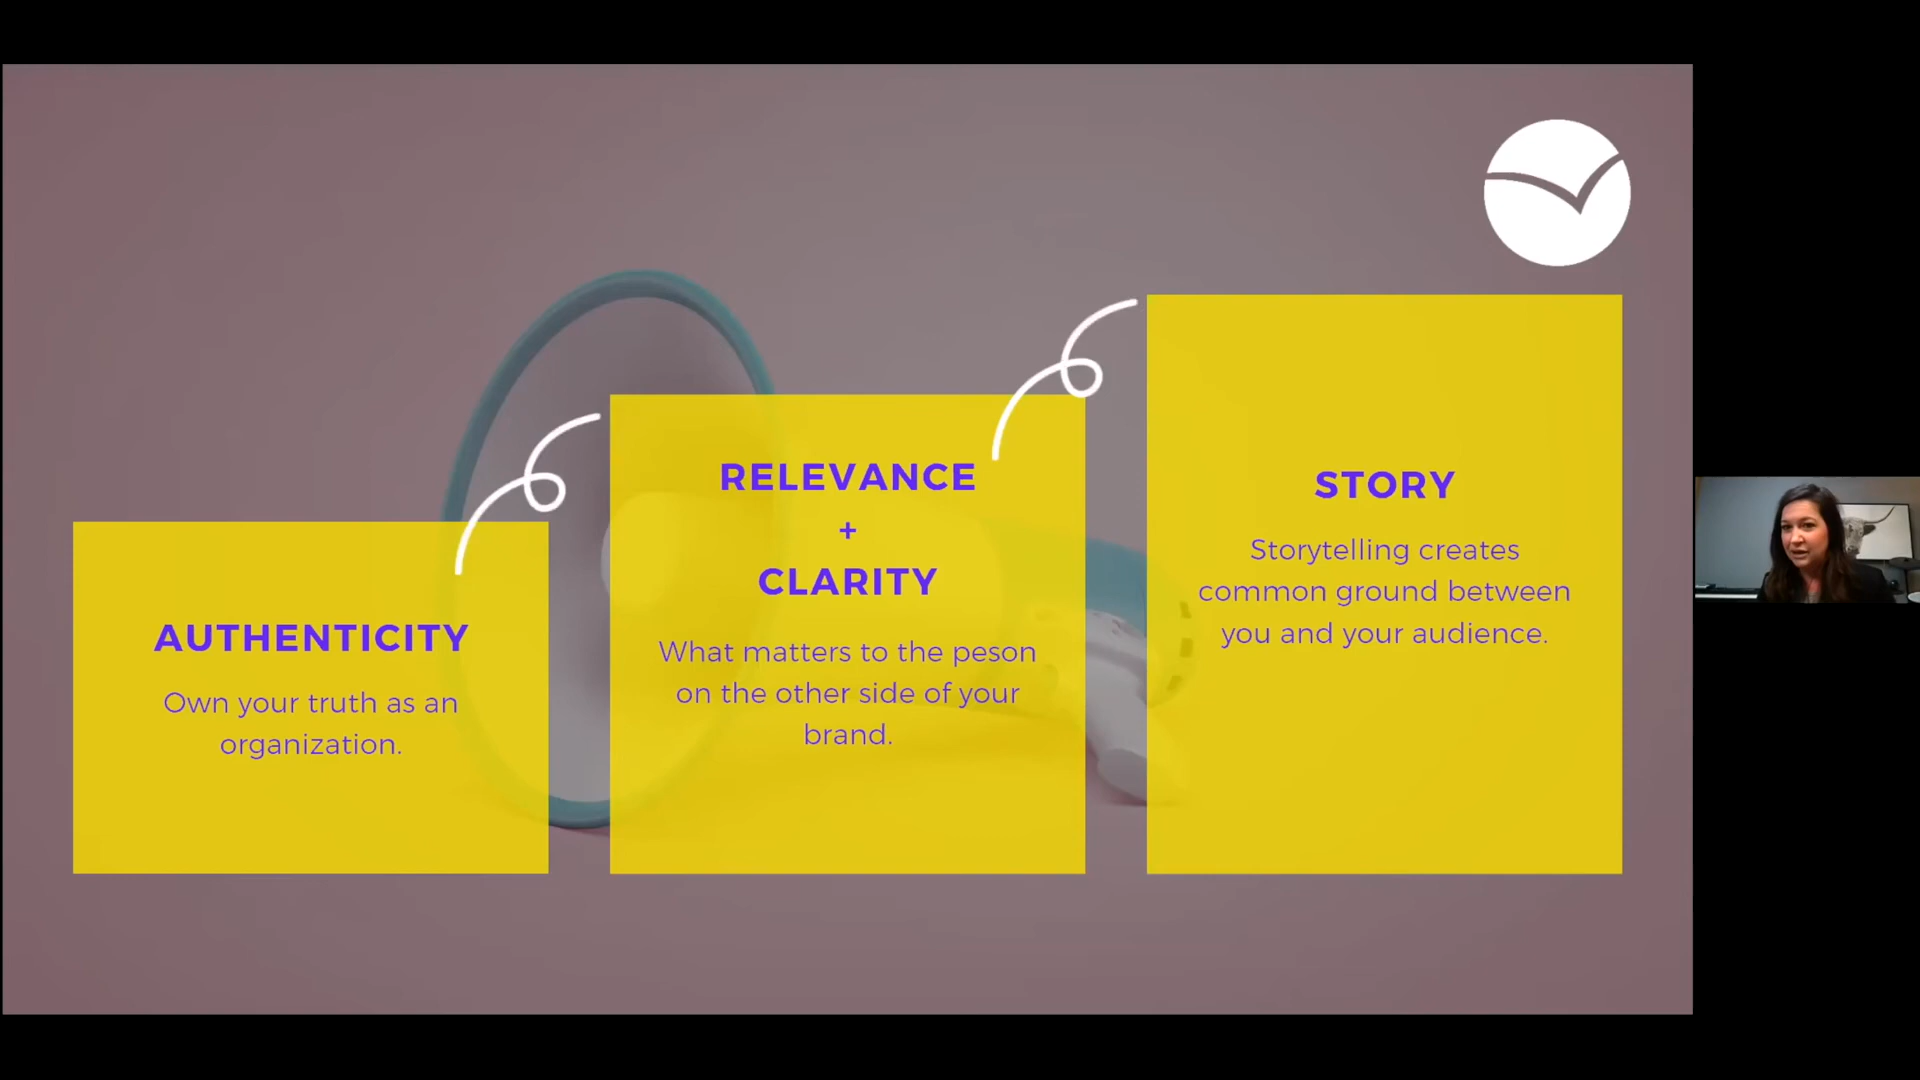 AUTHENTICITY
Own your truth as an
organization.
RELEVANCE
+
CLARITY
What matters to the peson
on the other side of your
brand.
STORY
Storytelling creates
common ground between
you and your audience.